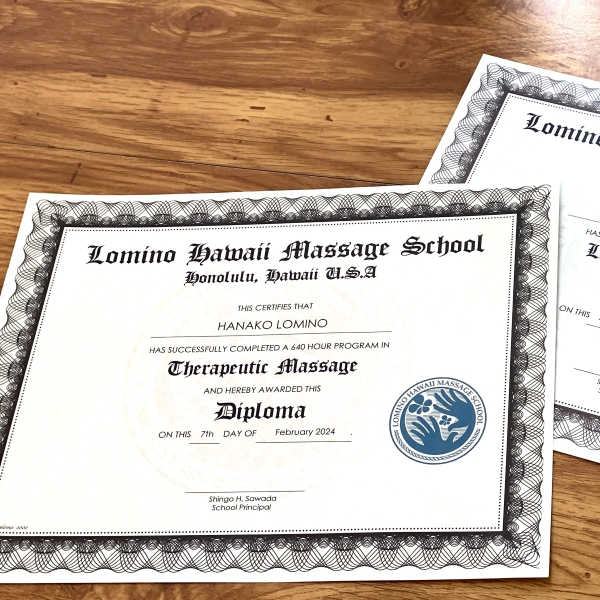 Lomino Hawaii Massage School
Honolulu, Hawaii U.S.A
THIS CERTIFIES THAT
HANAKO LOMINO
HAS SUCCESSFULLY COMPLETED A 640 HOUR PROGRAM IN
Therapeutic Massage
AND HEREBY AWARDED THIS
Diploma
ON THIS 7th DAY OF February 2024 .
LOMINO HAWAII MASSAGE SCHOOL
Shingo H. Sawada
School Principal
Lomino
HAS
L
ON THIS
S